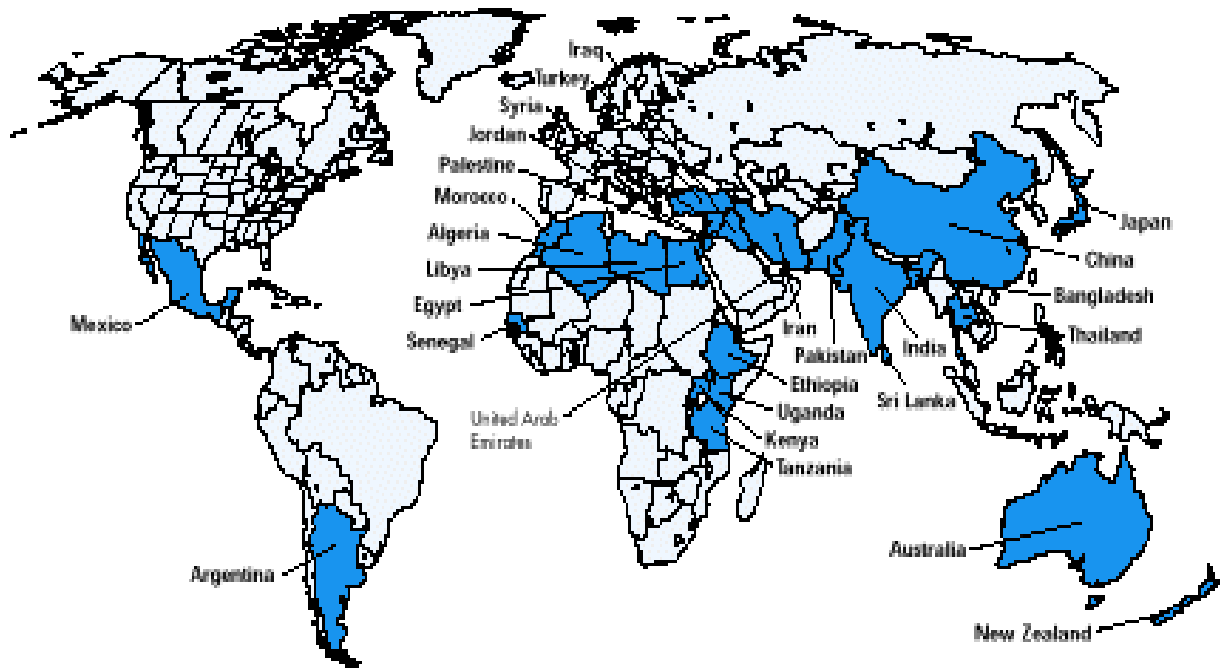 Iraq
Turkey
Syria
Jordan
Palestine
Morocco
Algeria
Libya
Egypt
Senegal
Mexico
Argentina
United Arab
Emirates
Japan
China
Bangladesh
Thailand
Iran
Pakistan
India
Sri Lanka
Ethiopia
Uganda
Kenya
Tanzania
Australia
New Zealand